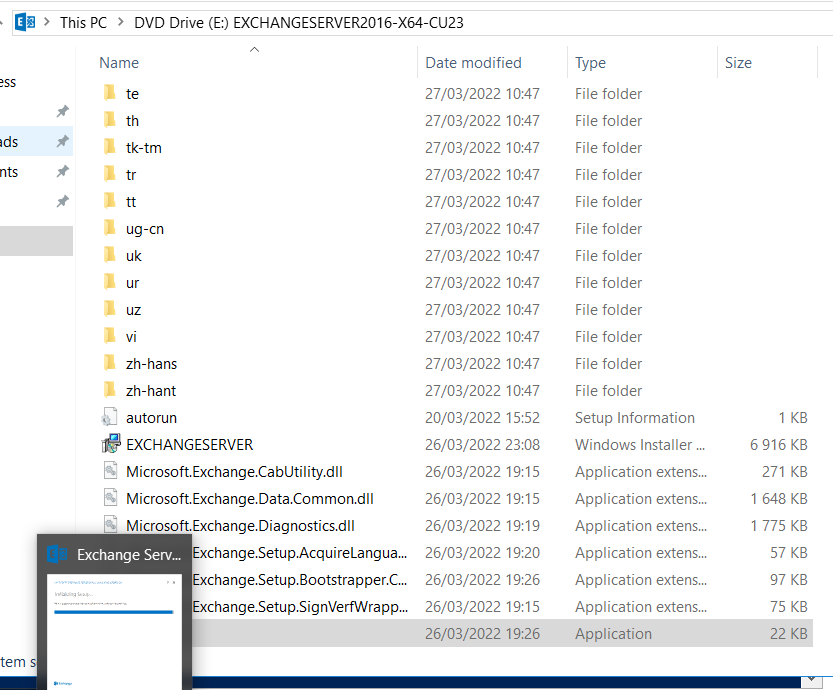 This PC > DVD Drive (E:) EXCHANGESERVER2016-X64-CU23
Name Date modified Type Size
ess
te 27/03/2022 10:47 File folder
th 27/03/2022 10:47 File folder
ads
tk-tm 27/03/2022 10:47 File folder
nts
tr 27/03/2022 10:47 File folder
tt 27/03/2022 10:47 File folder
ug-cn 27/03/2022 10:47 File folder
uk 27/03/2022 10:47 File folder
ur 27/03/2022 10:47 File folder
uz 27/03/2022 10:47 File folder
vi 27/03/2022 10:47 File folder
zh-hans 27/03/2022 10:47 File folder
zh-hant 27/03/2022 10:47 File folder
autorun 20/03/2022 15:52 Setup Information 1 KB
EXCHANGESERVER 26/03/2022 23:08 Windows Installer ... 6 916 KB
Microsoft.Exchange.CabUtility.dll 26/03/2022 19:15 Application extens... 271 KB
Microsoft.Exchange.Data.Common.dll 26/03/2022 19:15 Application extens... 1 648 KB
Microsoft.Exchange.Diagnostics.dll 26/03/2022 19:19 Application extens... 1 775 KB
Exchange Serv...
Exchange.Setup.AcquireLangua... 26/03/2022 19:20 Application extens... 57 KB
Exchange.Setup.Bootstrapper.C... 26/03/2022 19:26 Application extens... 97 KB
Exchange.Setup.SignVerfWrapp... 26/03/2022 19:15 Application extens... 75 KB
26/03/2022 19:26 Application 22 KB
tem s